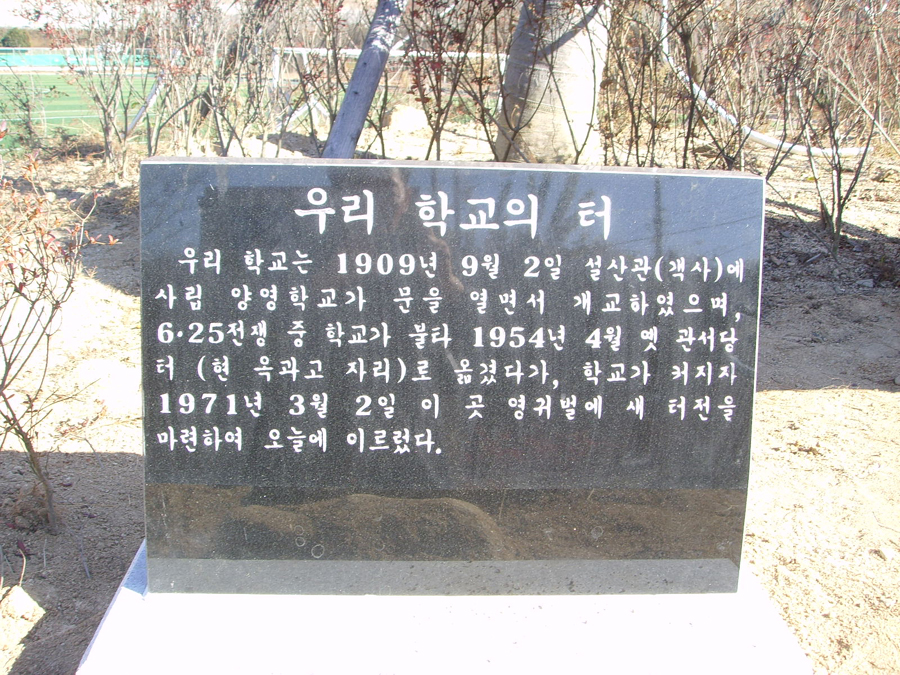 우리 학교의 터
우리 학교는 1909년 9월 2일 설산관(객사)에
사립 양영학교가 문을 열면서 개교하였으며,
6·25전쟁 중 학교가 불타 1954년 4월 옛 관서당
터 (현 옥과고 자리)로 옮겼다가, 학교가 커지자
1971년 3월 2일 이 곳 영귀벌에 새 터전을
마련하여 오늘에 이르렀다.